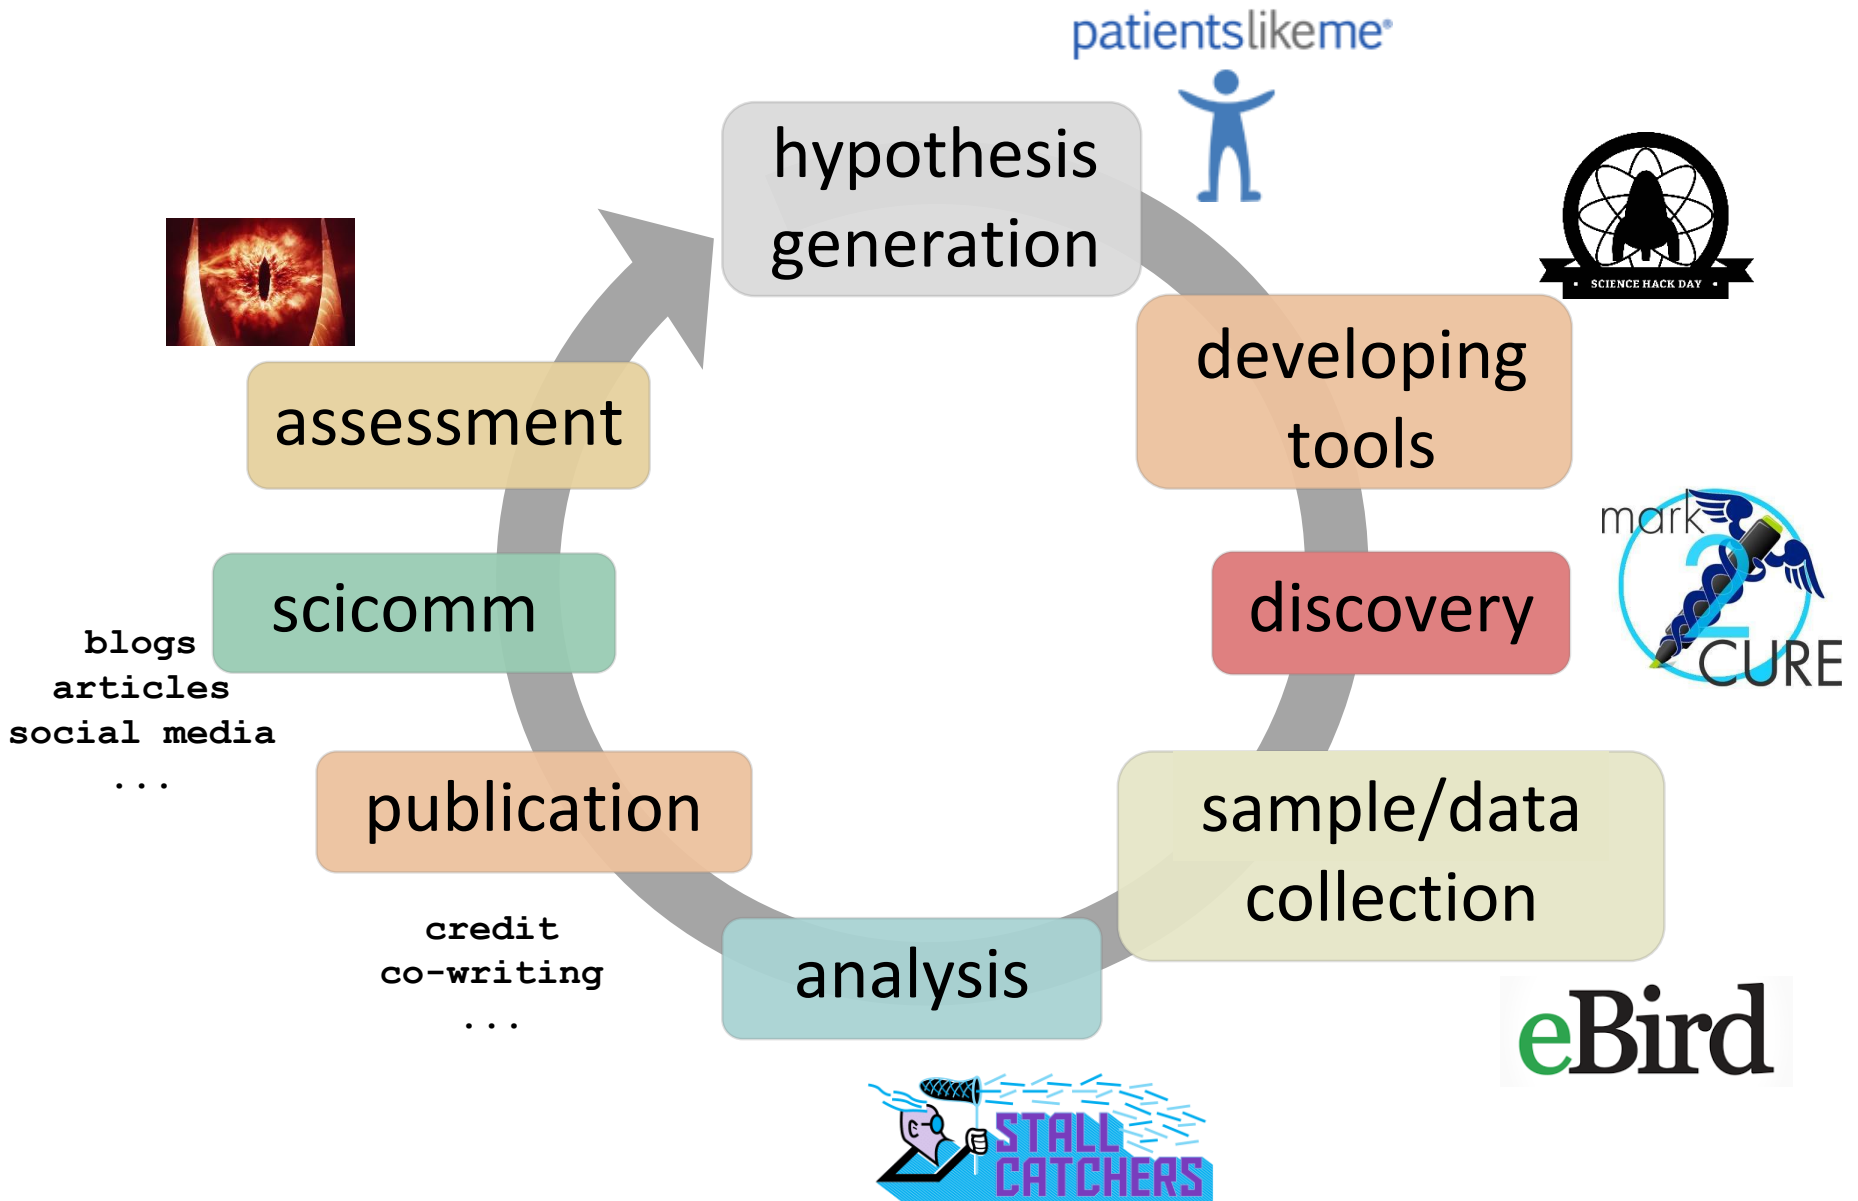 patientslikeme®
hypothesis
generation
SCIENCE HACK DAY
developing
tools
assessment
mark
2
CURE
discovery
scicomm
blogs
articles
social media
...
sample/data
collection
publication
credit
co-writing
...
analysis
eBird
STALL
CATCHERS